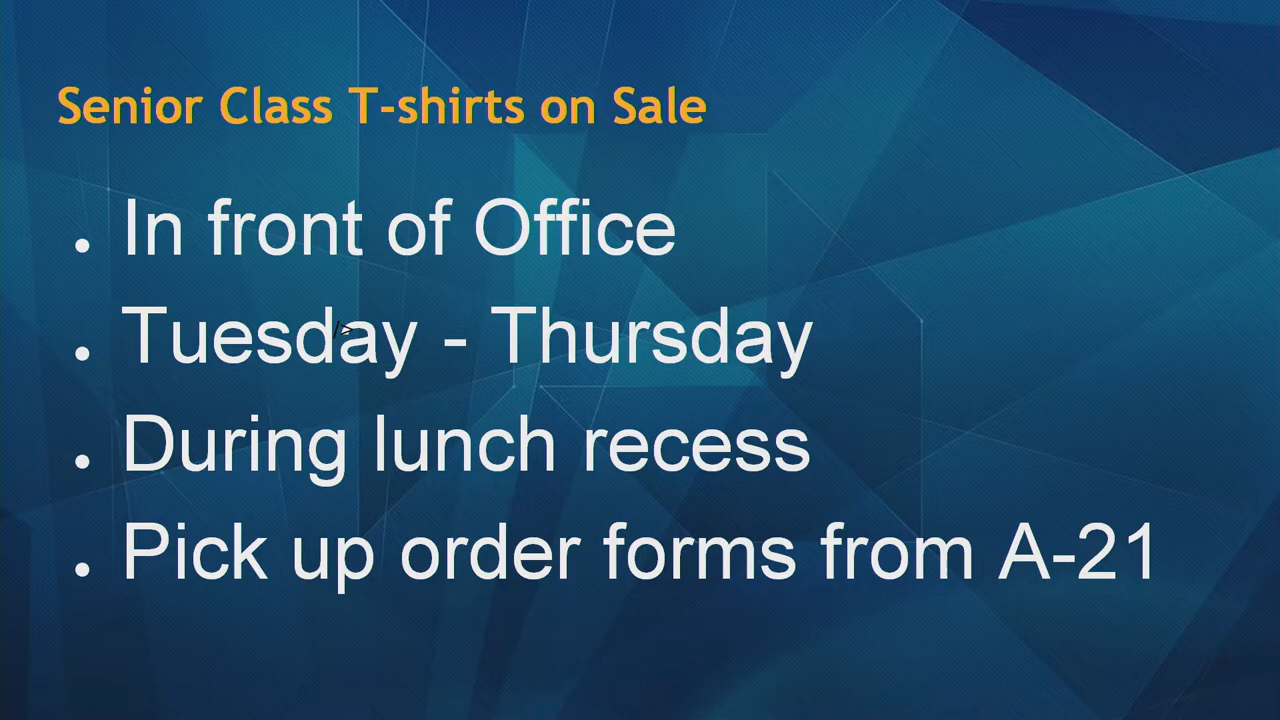 Senior Class T-shirts on Sale
. In front of Office
. Tuesday - Thursday
. During lunch recess
. Pick up order forms from A-21